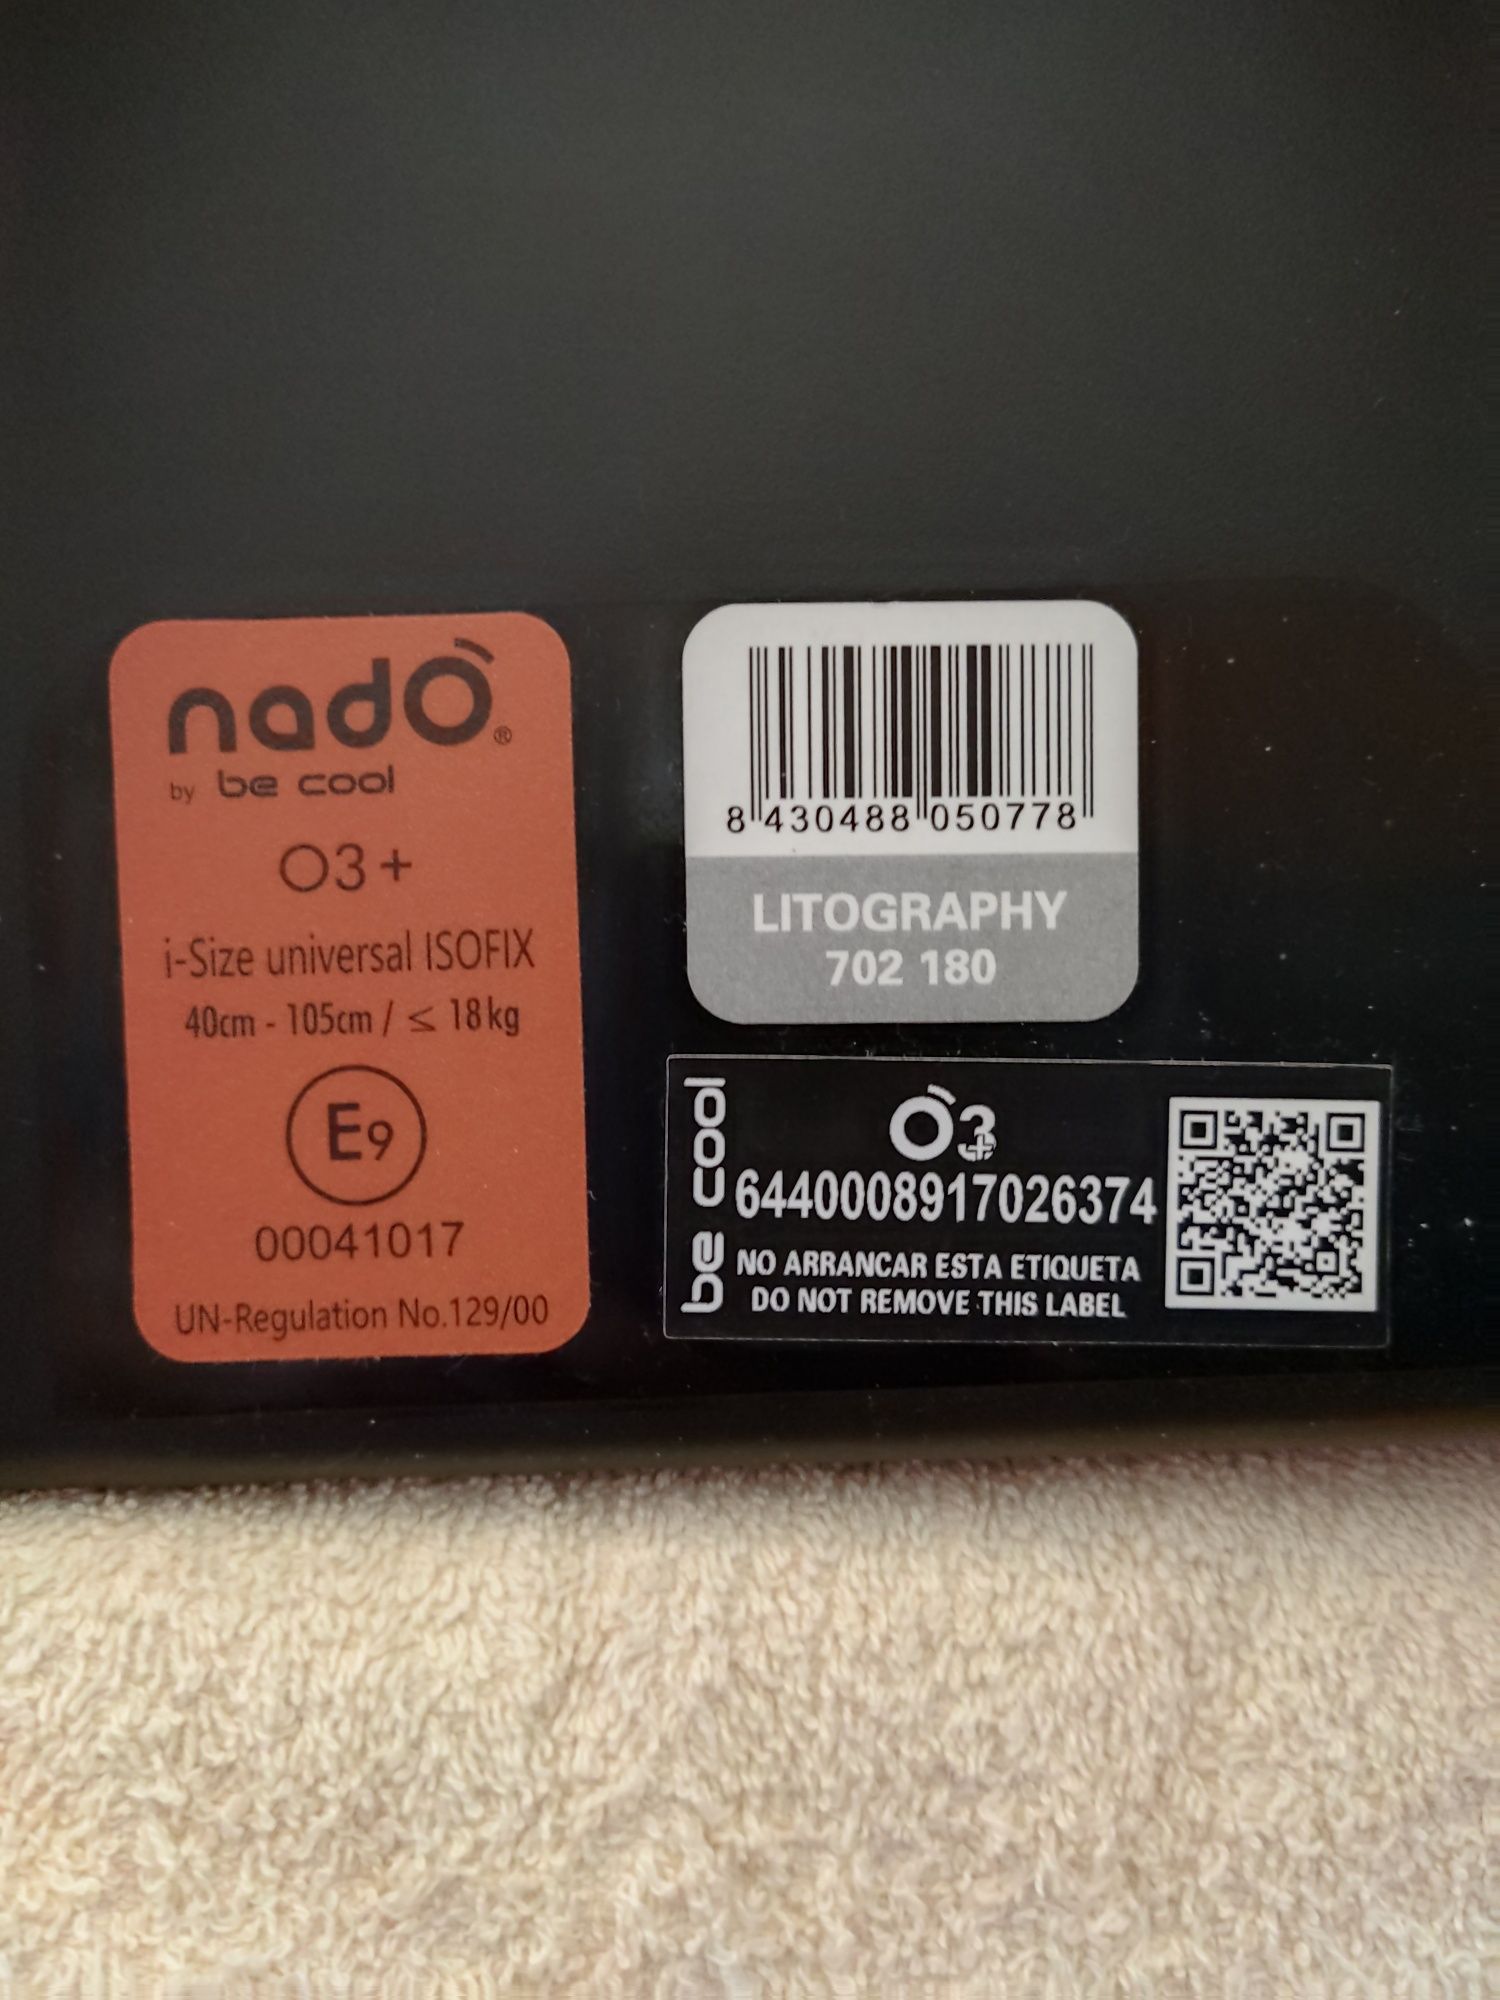 nadó®
by be cool
O3+
i-Size universal ISOFIX
40cm - 105cm / ≤ 18kg
E9
00041017
UN-Regulation No.129/00
8 430488 050778
LITOGRAPHY
702 180
be cool
Ó3+
6440008917026374
NO ARRANCAR ESTA ETIQUETA
DO NOT REMOVE THIS LABEL